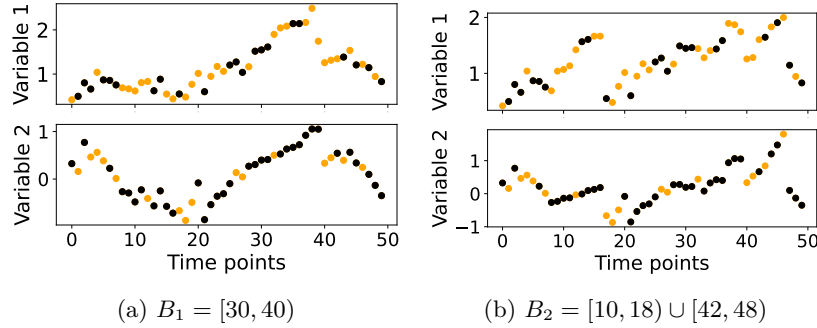 Variable 1
2
1
Variable 2
1
0
0 10 20 30 40 50
Time points
(a) B₁ = [30, 40)
Variable 1
2
1
Variable 2
1
0
−1
0 10 20 30 40 50
Time points
(b) B₂ = [10, 18) ∪ [42, 48)